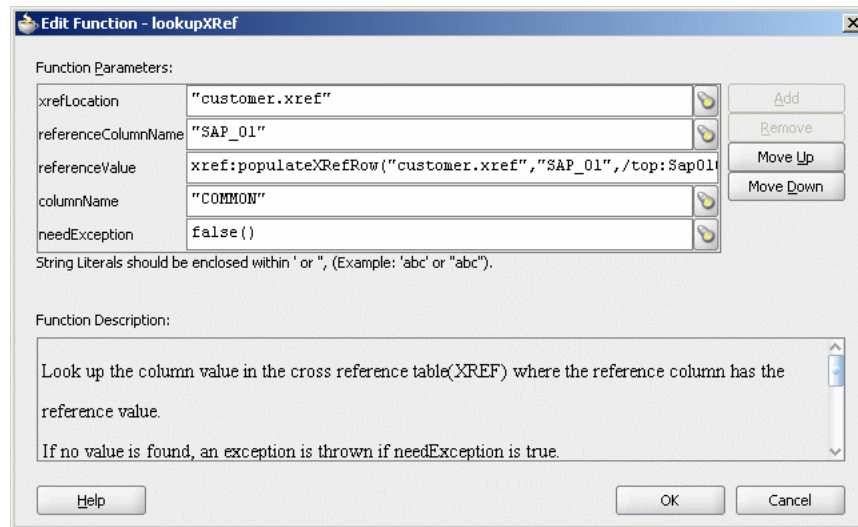 Edit Function - lookupXRef
Function Parameters:
xrefLocation "customer.xref"
referenceColumnName "SAP_01"
referenceValue xref:populateXRefRow("customer.xref","SAP_01",/top:Sap01
columnName "COMMON"
needException false()
Add
Remove
Move Up
Move Down
String Literals should be enclosed within ' or ", (Example: 'abc' or "abc").
Function Description:
Look up the column value in the cross reference table(XREF) where the reference column has the
reference value.
If no value is found, an exception is thrown if needException is true.
Help OK Cancel